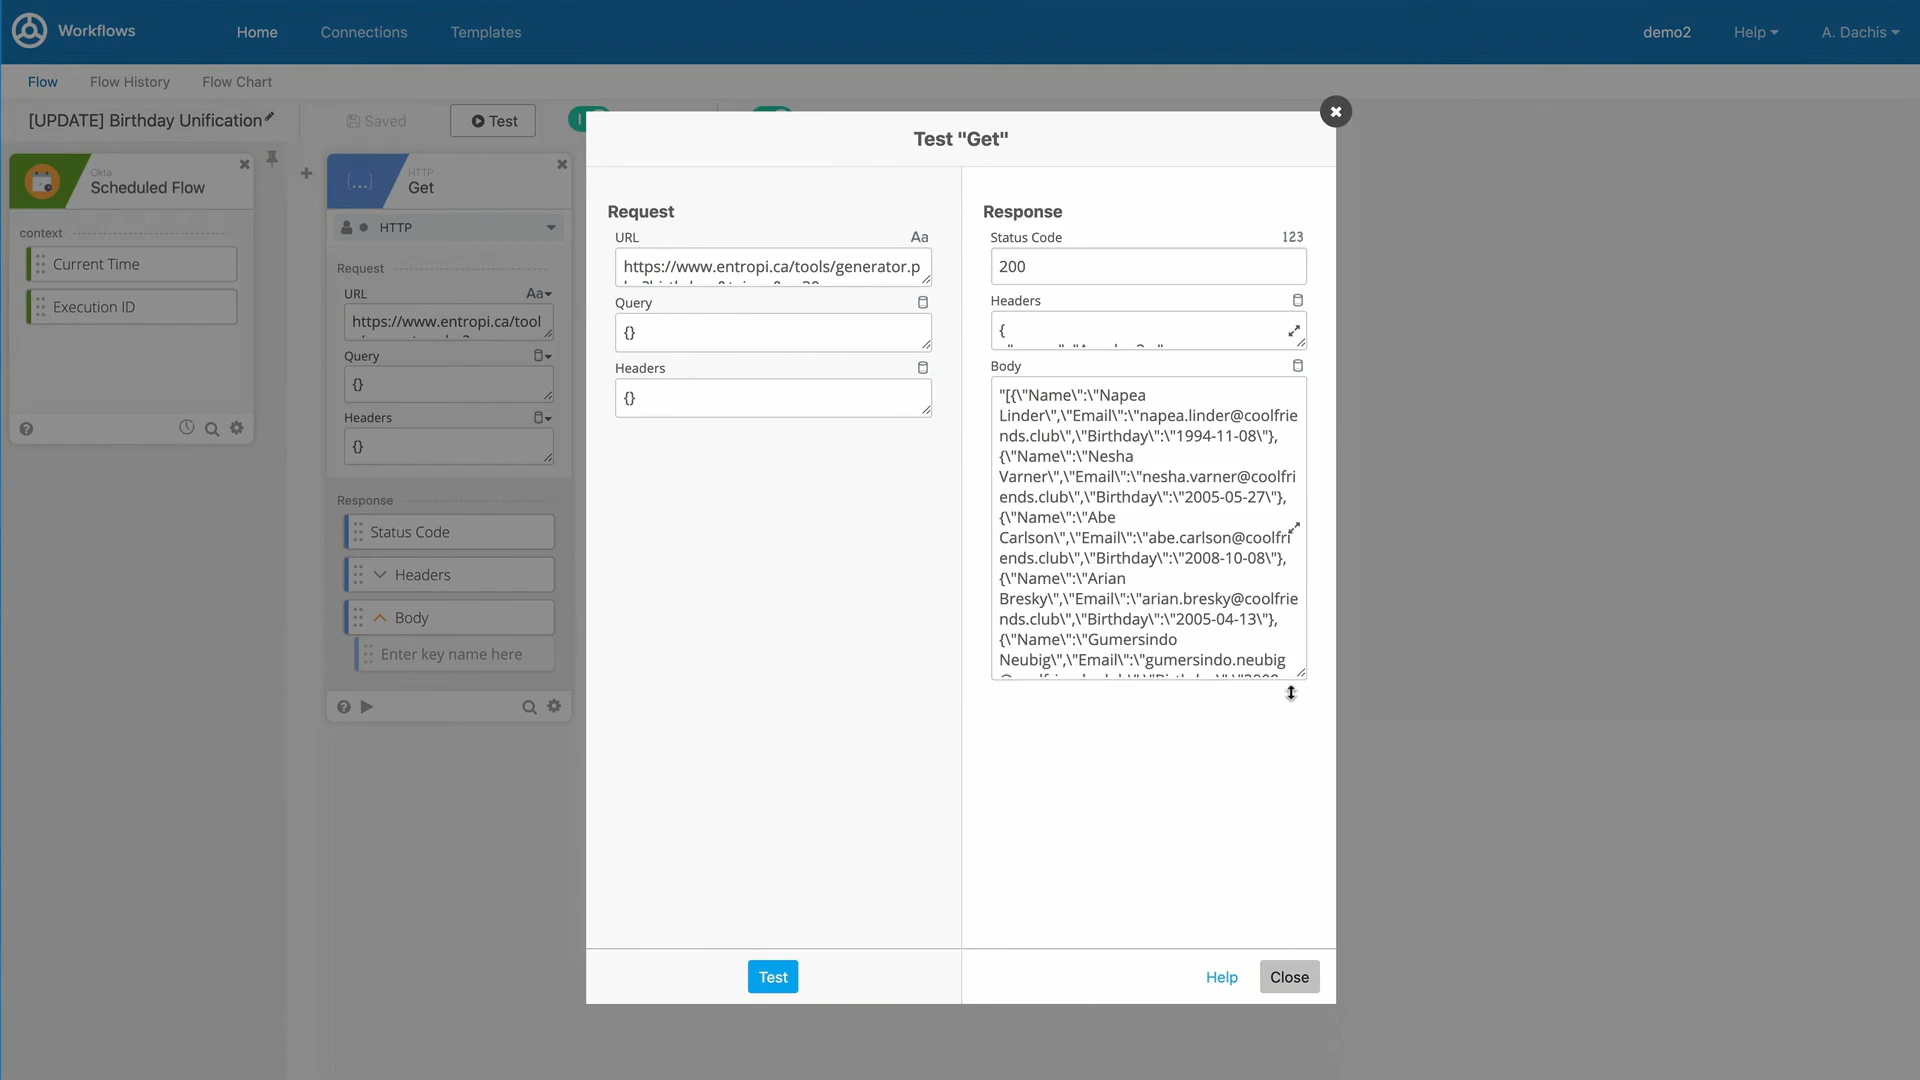 Workflows
Home
Connections
Templates
demo2
Help
A. Dachis
Flow
Flow History
Flow Chart
[UPDATE] Birthday Unification
Saved
Test
Okta
Scheduled Flow
context
Current Time
Execution ID
HTTP
Get
HTTP
Request
URL
Aa
https://www.entropi.ca/tool
Query
{}
Headers
{}
Response
Status Code
Headers
Body
Enter key name here
Test "Get"
Request
URL
Aa
https://www.entropi.ca/tools/generator.p
Query
{}
Headers
{}
Test
Response
Status Code
123
200
Headers
{
Body
"[{\"Name\":\"Napea
Linder\",\"Email\":\"napea.linder@coolfrie
nds.club\",\"Birthday\":\"1994-11-08\"},
{\"Name\":\"Nesha
Varner\",\"Email\":\"nesha.varner@coolfri
ends.club\",\"Birthday\":\"2005-05-27\"},
{\"Name\":\"Abe
Carlson\",\"Email\":\"abe.carlson@coolfri
ends.club\",\"Birthday\":\"2008-10-08\"},
{\"Name\":\"Arian
Bresky\",\"Email\":\"arian.bresky@coolfrie
nds.club\",\"Birthday\":\"2005-04-13\"},
{\"Name\":\"Gumersindo
Neubig\",\"Email\":\"gumersindo.neubig
Help
Close